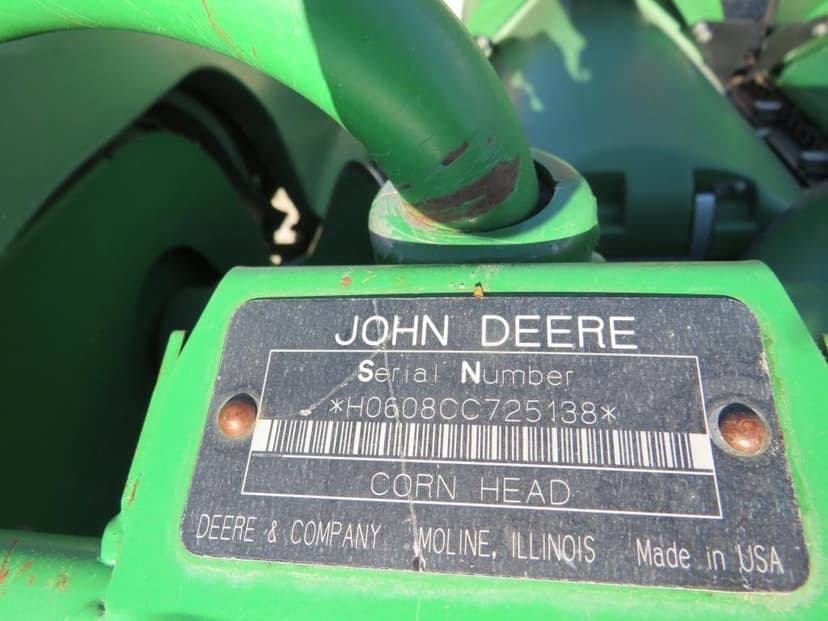 JOHN DEERE
Serial Number
*H0608CC725138*
CORN HEAD
DEERE & COMPANY MOLINE, ILLINOIS Made in USA